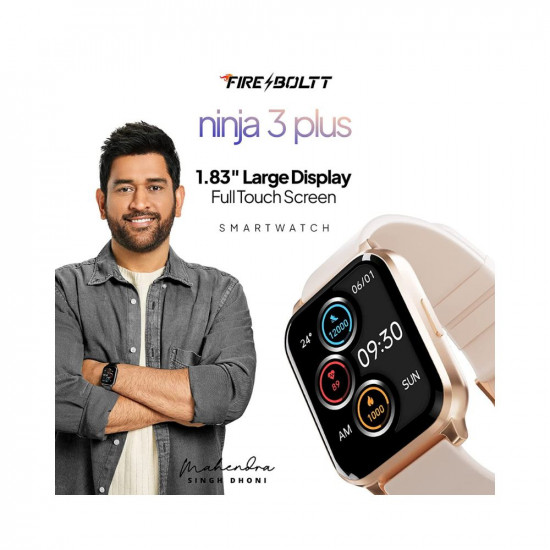 FIRE BOLTT
ninja 3 plus
1.83" Large Display
Full Touch Screen
SMARTWATCH
06/01
24°
12000
09:30
89
SUN
1000
AM
Mahendra
SINGH DHONI